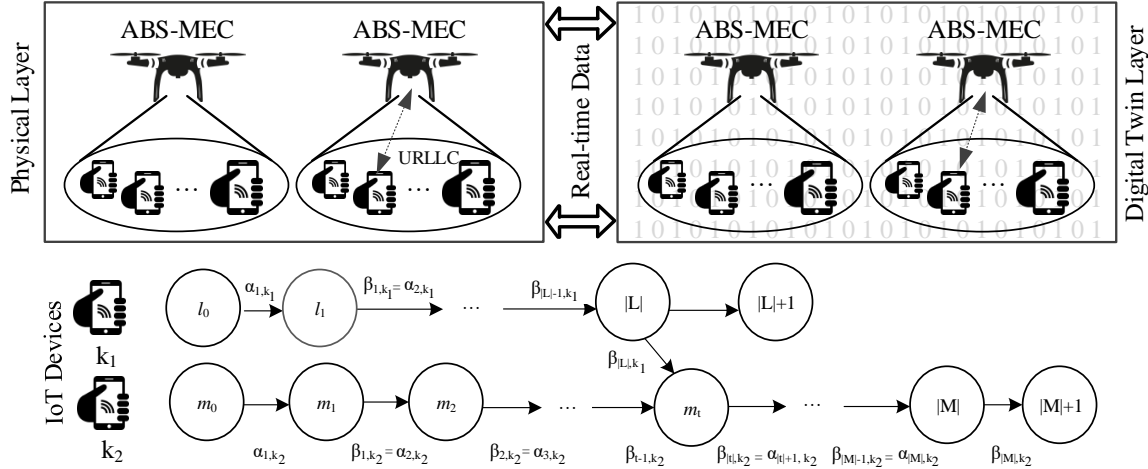 Physical Layer
ABS-MEC
ABS-MEC
URLLC
...
...
Real-time Data
ABS-MEC
ABS-MEC
...
...
Digital Twin Layer
IoT Devices
k₁
l₀
α₁,k₁
l₁
β₁,k₁ = α₂,k₁
...
β|L|-1,k₁
|L|
|L|+1
β|L|,k₁
k₂
m₀
m₁
m₂
...
mₜ
...
|M|
|M|+1
α₁,k₂
β₁,k₂ = α₂,k₂
β₂,k₂ = α₃,k₂
βt-1,k₂
β|t|,k₂ = α|t|+1, k₂
β|M|-1,k₂ = α|M|,k₂
β|M|,k₂